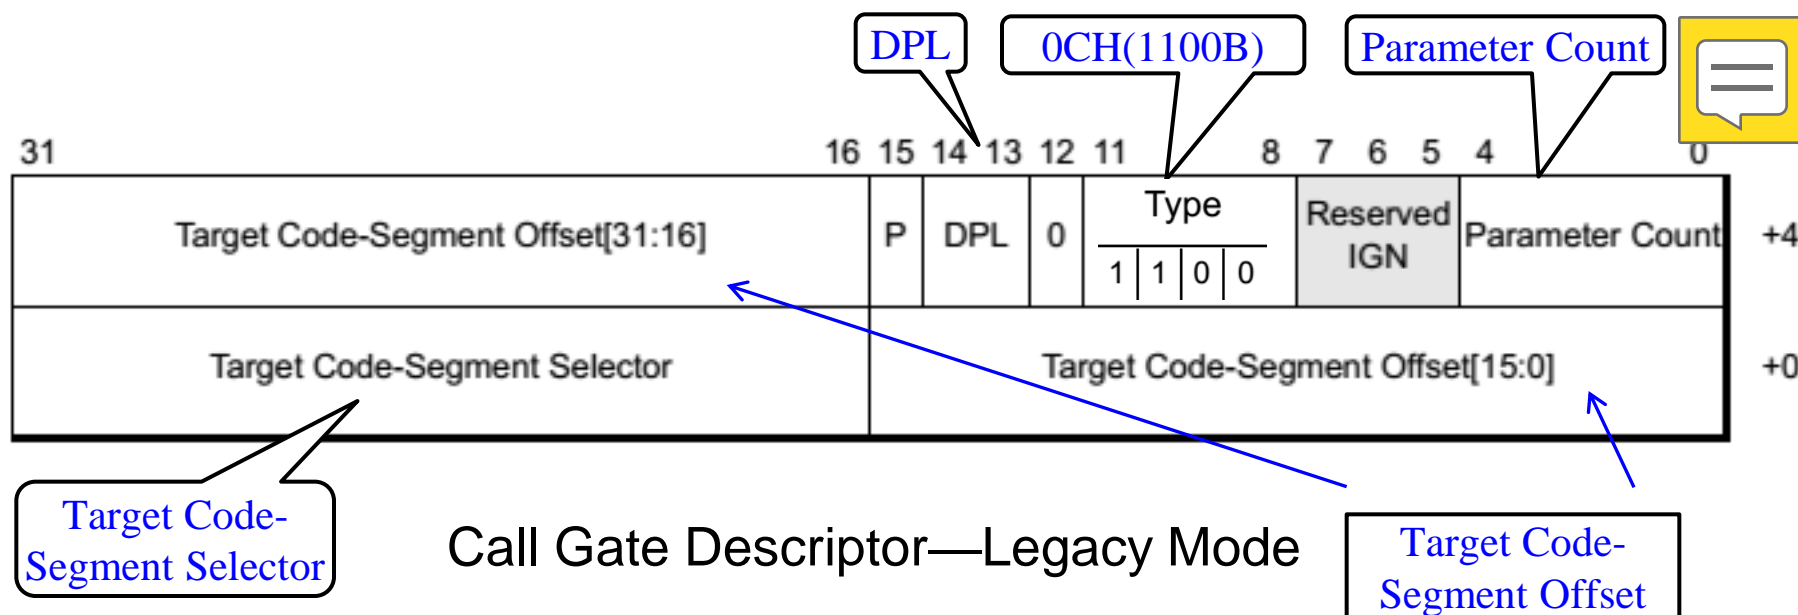 DPL 0CH(1100B) Parameter Count
31 16 15 14 13 12 11 8 7 6 5 4 0
Target Code-Segment Offset[31:16] P DPL 0 Type Reserved IGN Parameter Count +4
1 1 0 0
Target Code-Segment Selector Target Code-Segment Offset[15:0] +0
Target Code-
Segment Selector
Call Gate Descriptor—Legacy Mode
Target Code-
Segment Offset